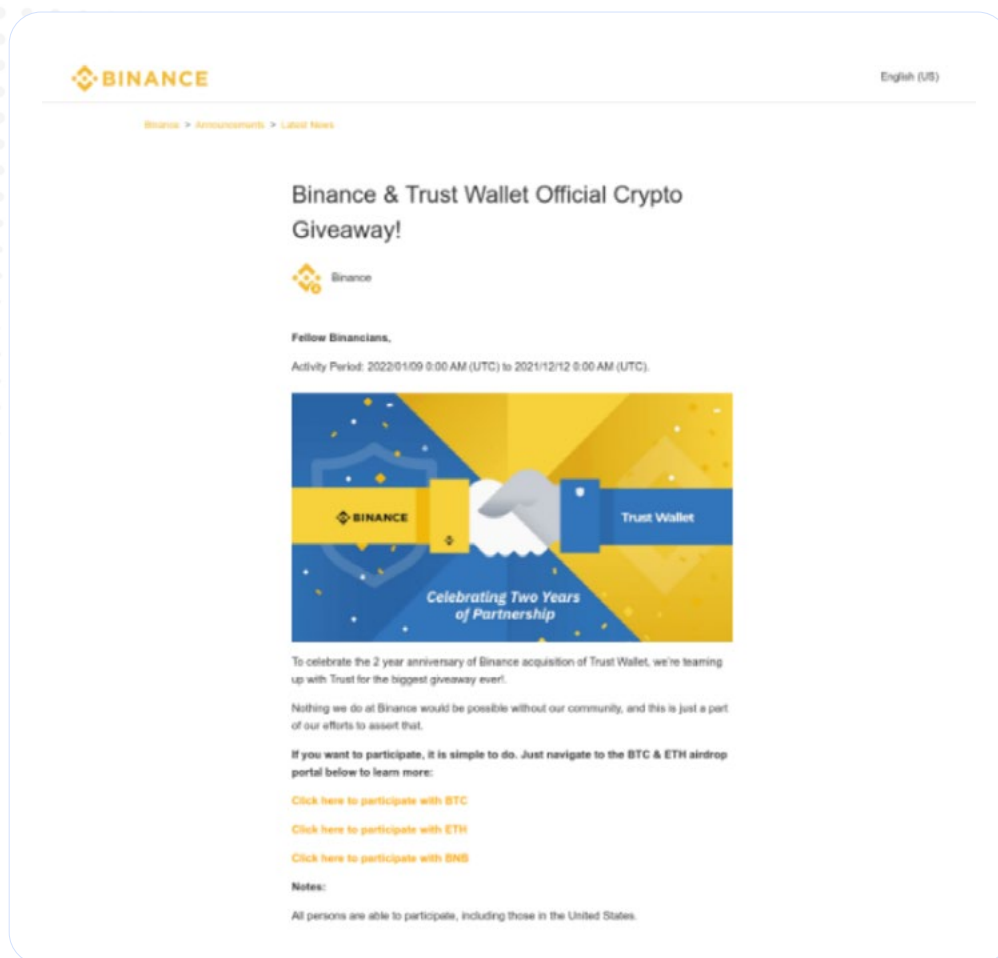 BINANCE
English (US)
Binance > Announcements > Latest News
Binance & Trust Wallet Official Crypto
Giveaway!
Binance
Fellow Binancians,
Activity Period: 2022/01/09 0:00 AM (UTC) to 2021/12/12 0:00 AM (UTC).
BINANCE
Trust Wallet
Celebrating Two Years
of Partnership
To celebrate the 2 year anniversary of Binance acquisition of Trust Wallet, we're teaming
up with Trust for the biggest giveaway ever!.
Nothing we do at Binance would be possible without our community, and this is just a part
of our efforts to assert that.
If you want to participate, it is simple to do. Just navigate to the BTC & ETH airdrop
portal below to learn more:
Click here to participate with BTC
Click here to participate with ETH
Click here to participate with BNB
Notes:
All persons are able to participate, including those in the United States.